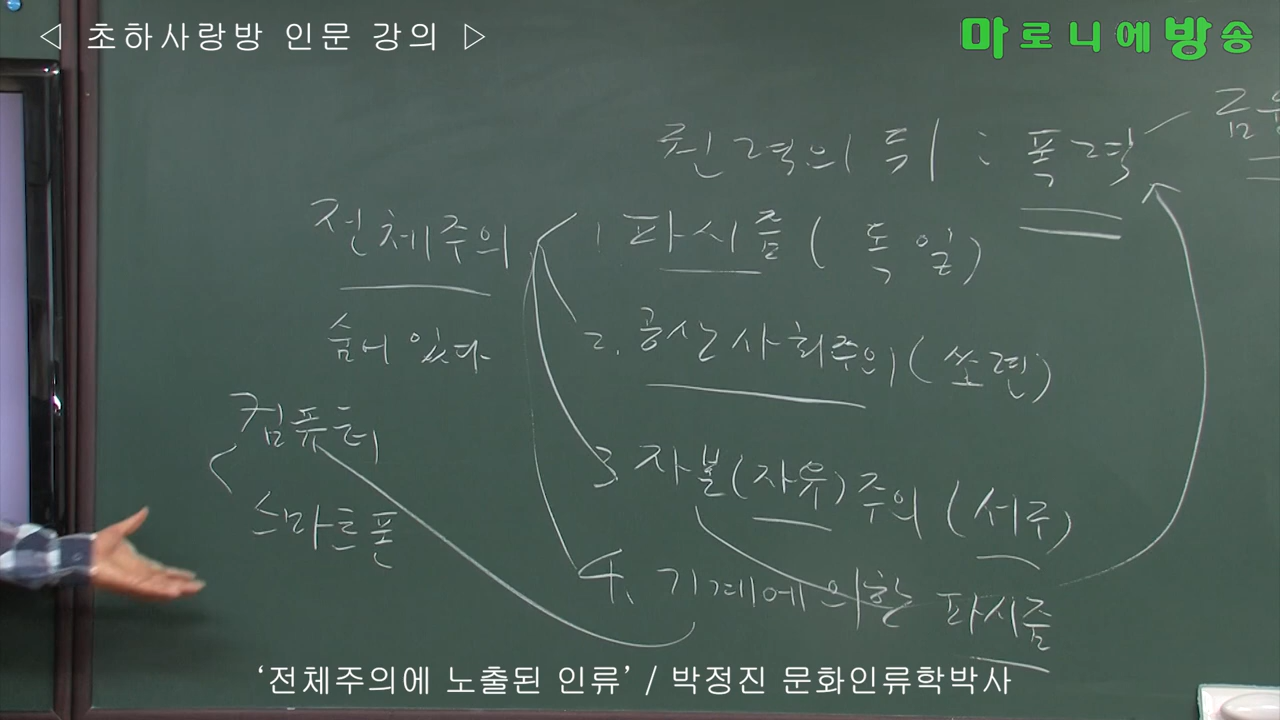 ◁ 초하사랑방 인문 강의 ▷
마로니에방송
권력의 뒤 : 폭력
전체주의
숨어 있다
1 파시즘 (독일)
2. 공산사회주의 (쏘련)
3 자본(자유)주의 (서구)
4. 기계에 의한 파시즘
컴퓨터
스마트폰
‘전체주의에 노출된 인류’ / 박정진 문화인류학박사